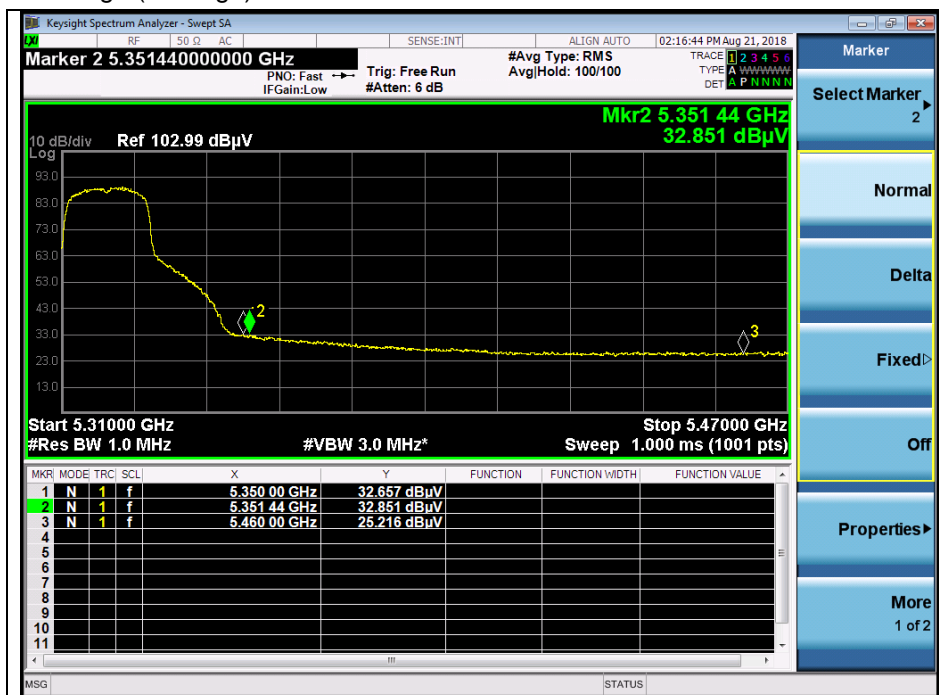 Keysight Spectrum Analyzer - Swept SA
LXI RF 50 Ω AC SENSE:INT ALIGN AUTO 02:16:44 PM Aug 21, 2018
Marker 2 5.351440000000 GHz
PNO: Fast
IFGain:Low
Trig: Free Run
#Atten: 6 dB
#Avg Type: RMS
Avg|Hold: 100/100
TRACE 1 2 3 4 5 6
TYPE A WWWWW
DET A P N N N N
Mkr2 5.351 44 GHz
32.851 dBµV
10 dB/div Ref 102.99 dBµV
Log
93.0
83.0
73.0
63.0
53.0
43.0
33.0
23.0
13.0
2
3
Start 5.31000 GHz Stop 5.47000 GHz
#Res BW 1.0 MHz #VBW 3.0 MHz* Sweep 1.000 ms (1001 pts)
MKR MODE TRC SCL X Y FUNCTION FUNCTION WIDTH FUNCTION VALUE
1 N 1 f 5.350 00 GHz 32.657 dBµV
2 N 1 f 5.351 44 GHz 32.851 dBµV
3 N 1 f 5.460 00 GHz 25.216 dBµV
4
5
6
7
8
9
10
11
MSG STATUS
Marker
Select Marker
2
Normal
Delta
Fixed
Off
Properties
More
1 of 2